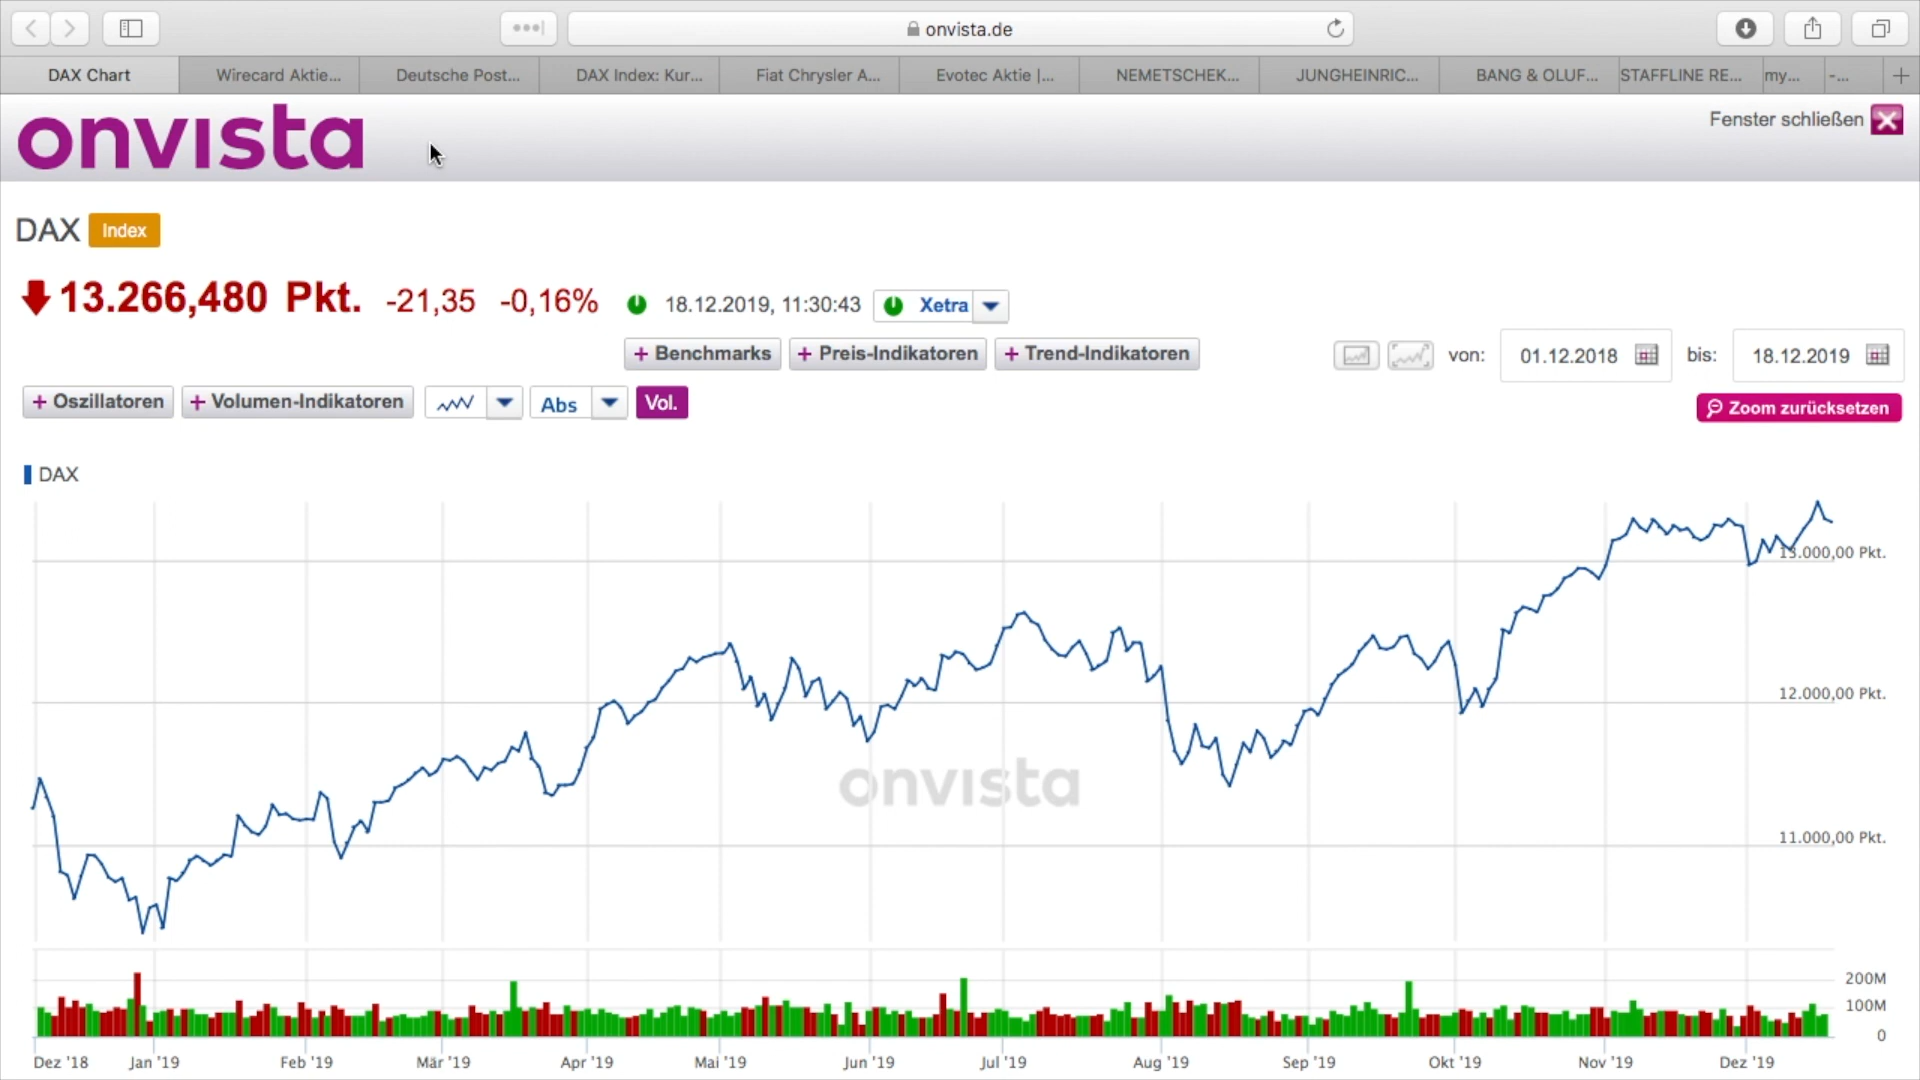 onvista.de
DAX Chart
Wirecard Aktie...
Deutsche Post...
DAX Index: Kur...
Fiat Chrysler A...
Evotec Aktie |...
NEMETSCHEK...
JUNGHEINRIC...
BANG & OLUF...
STAFFLINE RE...
my...
-...
onvista
Fenster schließen
DAX Index
13.266,480 Pkt. -21,35 -0,16% 18.12.2019, 11:30:43 Xetra
+ Benchmarks + Preis-Indikatoren + Trend-Indikatoren von: 01.12.2018 bis: 18.12.2019
+ Oszillatoren + Volumen-Indikatoren Abs Vol. Zoom zurücksetzen
DAX
13.000,00 Pkt.
12.000,00 Pkt.
onvista
11.000,00 Pkt.
200M
100M
0
Dez '18 Jan '19 Feb '19 Mär '19 Apr '19 Mai '19 Jun '19 Jul '19 Aug '19 Sep '19 Okt '19 Nov '19 Dez '19